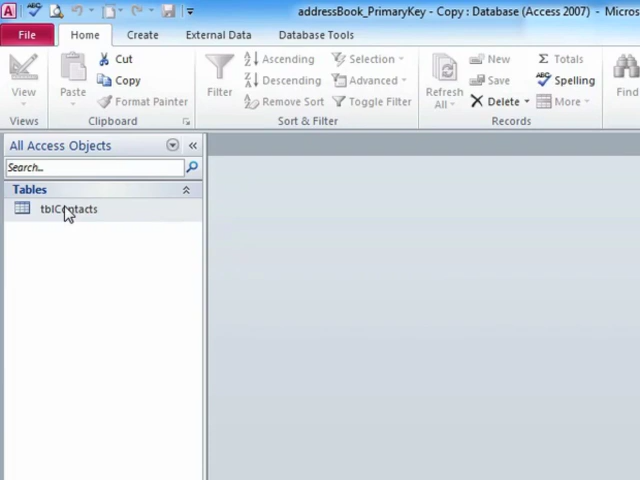 addressBook_PrimaryKey - Copy : Database (Access 2007) - Micros
File Home Create External Data Database Tools
View
Views
Paste
Cut
Copy
Format Painter
Clipboard
Filter
Ascending
Descending
Remove Sort
Selection
Advanced
Toggle Filter
Sort & Filter
Refresh
All
New
Save
Delete
Totals
Spelling
More
Records
Find
All Access Objects
Search...
Tables
tblContacts